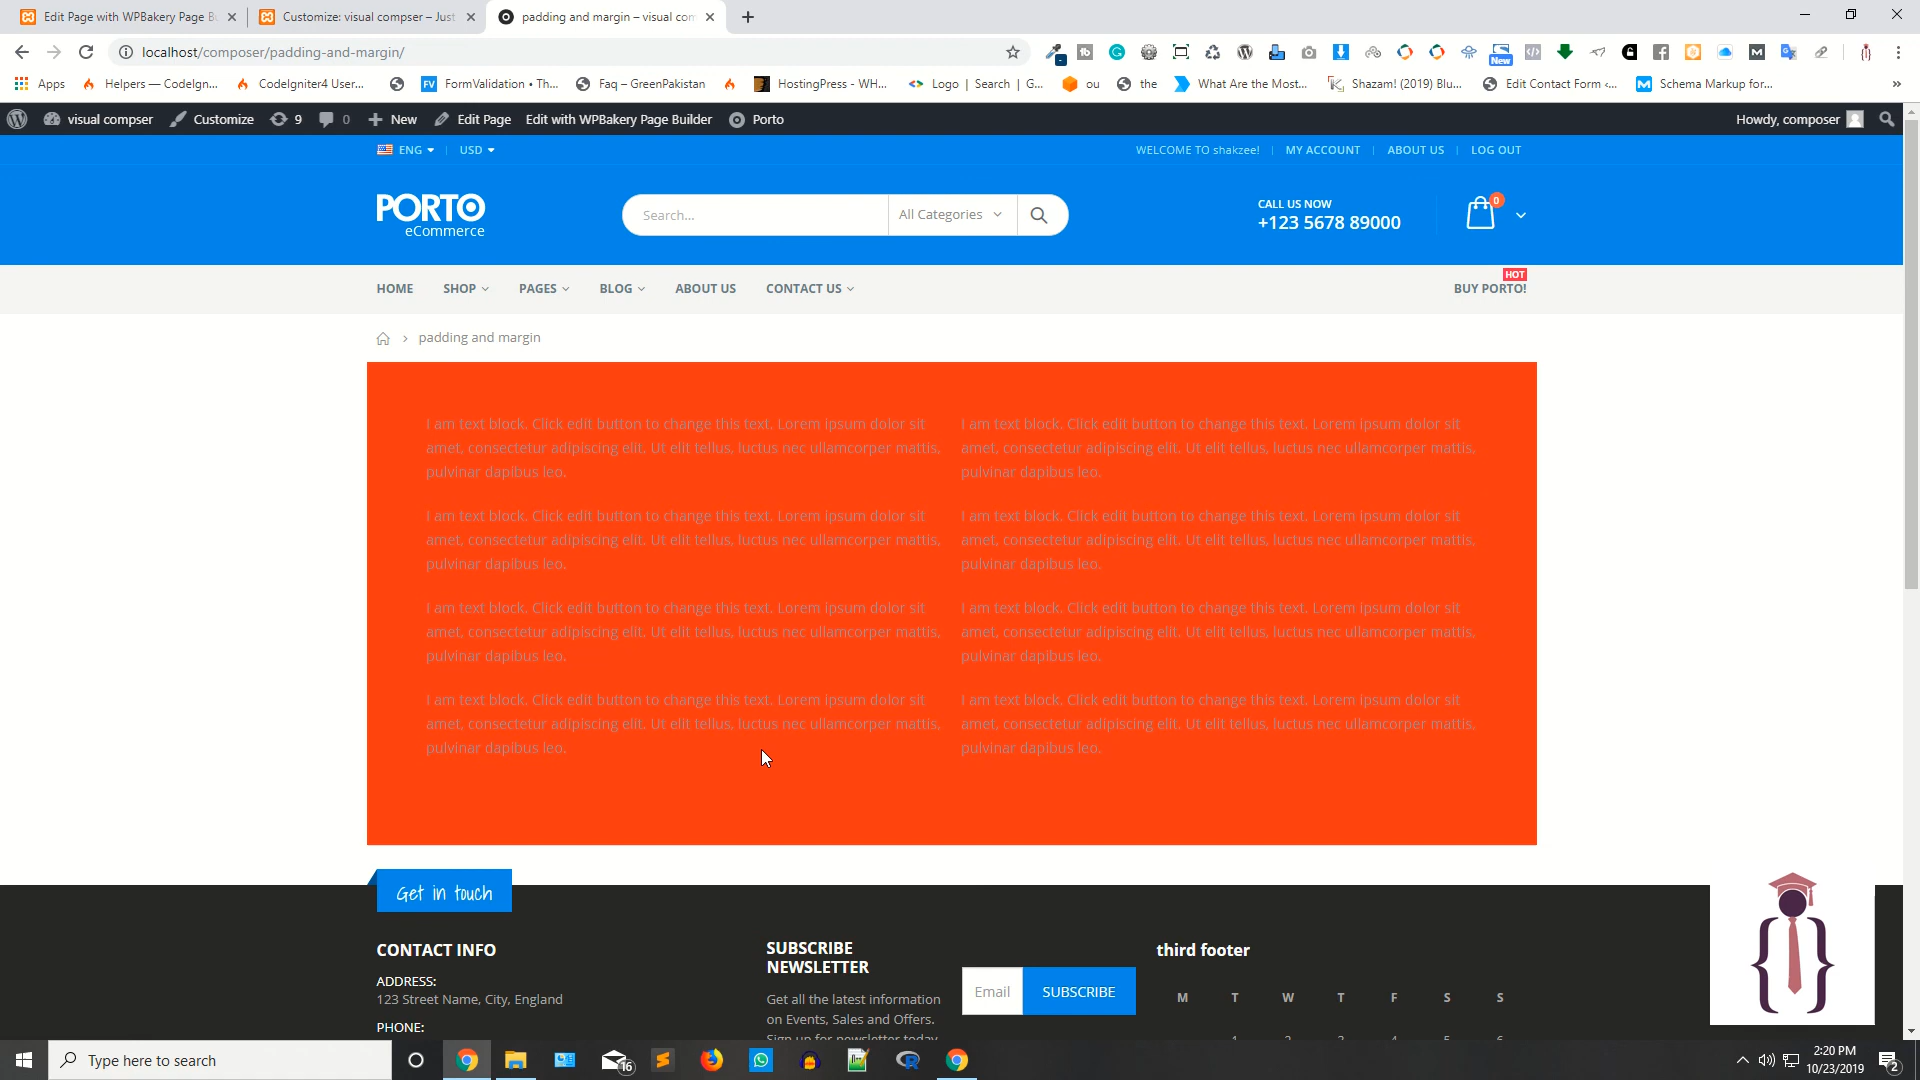 Edit Page with WPBakery Page B
Customize: visual compser – Just
padding and margin – visual com
localhost/composer/padding-and-margin/
New
Apps
Helpers — CodeIgn...
CodeIgniter4 User...
FV
FormValidation • Th...
Faq – GreenPakistan
HostingPress - WH...
Logo | Search | G...
ou
the
What Are the Most...
Shazam! (2019) Blu...
Edit Contact Form ‹...
Schema Markup for...
»
visual compser
Customize
9
0
New
Edit Page
Edit with WPBakery Page Builder
Porto
Howdy, composer
ENG
USD
WELCOME TO shakzee!
MY ACCOUNT
ABOUT US
LOG OUT
PORTO
eCommerce
Search...
All Categories
CALL US NOW
+123 5678 89000
0
HOME
SHOP
PAGES
BLOG
ABOUT US
CONTACT US
HOT
BUY PORTO!
padding and margin
I am text block. Click edit button to change this text. Lorem ipsum dolor sit
amet, consectetur adipiscing elit. Ut elit tellus, luctus nec ullamcorper mattis,
pulvinar dapibus leo.
I am text block. Click edit button to change this text. Lorem ipsum dolor sit
amet, consectetur adipiscing elit. Ut elit tellus, luctus nec ullamcorper mattis,
pulvinar dapibus leo.
I am text block. Click edit button to change this text. Lorem ipsum dolor sit
amet, consectetur adipiscing elit. Ut elit tellus, luctus nec ullamcorper mattis,
pulvinar dapibus leo.
I am text block. Click edit button to change this text. Lorem ipsum dolor sit
amet, consectetur adipiscing elit. Ut elit tellus, luctus nec ullamcorper mattis,
pulvinar dapibus leo.
I am text block. Click edit button to change this text. Lorem ipsum dolor sit
amet, consectetur adipiscing elit. Ut elit tellus, luctus nec ullamcorper mattis,
pulvinar dapibus leo.
I am text block. Click edit button to change this text. Lorem ipsum dolor sit
amet, consectetur adipiscing elit. Ut elit tellus, luctus nec ullamcorper mattis,
pulvinar dapibus leo.
I am text block. Click edit button to change this text. Lorem ipsum dolor sit
amet, consectetur adipiscing elit. Ut elit tellus, luctus nec ullamcorper mattis,
pulvinar dapibus leo.
I am text block. Click edit button to change this text. Lorem ipsum dolor sit
amet, consectetur adipiscing elit. Ut elit tellus, luctus nec ullamcorper mattis,
pulvinar dapibus leo.
Get in touch
CONTACT INFO
ADDRESS:
123 Street Name, City, England
PHONE:
SUBSCRIBE
NEWSLETTER
Get all the latest information
on Events, Sales and Offers.
Sign up for newsletter today
Email
SUBSCRIBE
third footer
M T W T F S S
1 2 3 4 5 6
Type here to search
16
2:20 PM
10/23/2019
2